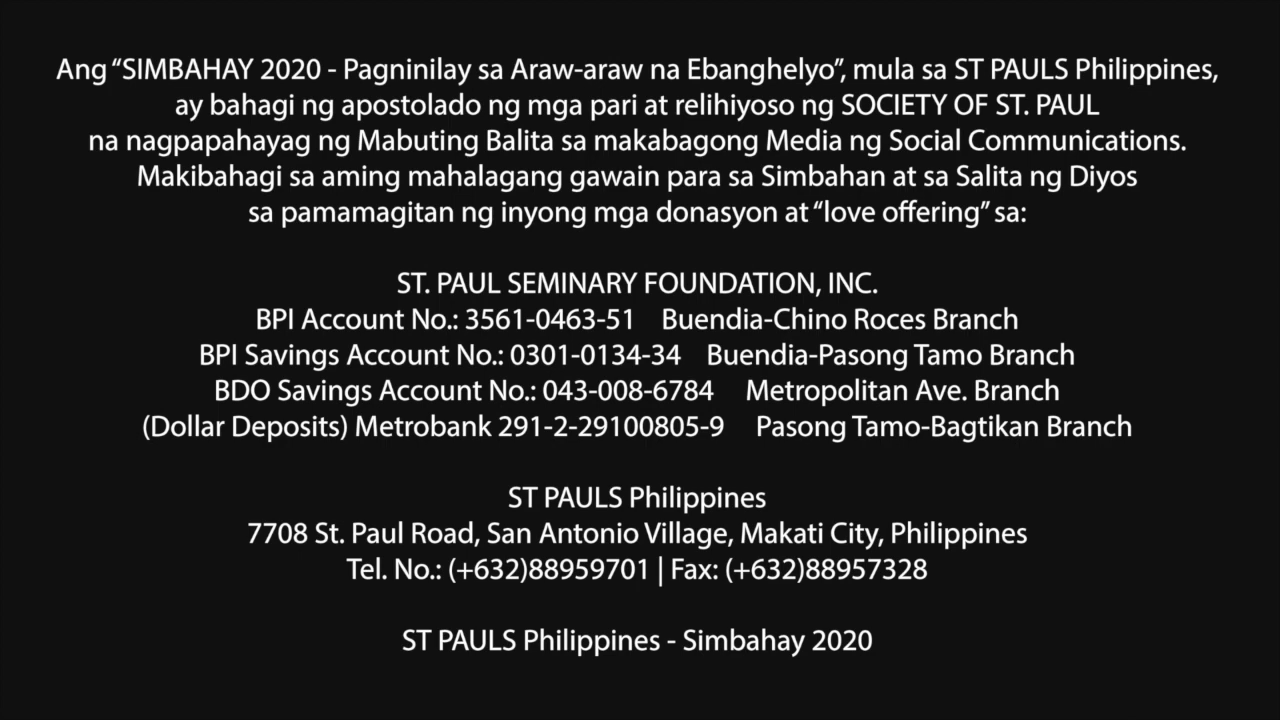 Ang “SIMBAHAY 2020 - Pagninilay sa Araw-araw na Ebanghelyo”, mula sa ST PAULS Philippines,
ay bahagi ng apostolado ng mga pari at relihiyoso ng SOCIETY OF ST. PAUL
na nagpapahayag ng Mabuting Balita sa makabagong Media ng Social Communications.
Makibahagi sa aming mahalagang gawain para sa Simbahan at sa Salita ng Diyos
sa pamamagitan ng inyong mga donasyon at “love offering” sa:
ST. PAUL SEMINARY FOUNDATION, INC.
BPI Account No.: 3561-0463-51 Buendia-Chino Roces Branch
BPI Savings Account No.: 0301-0134-34 Buendia-Pasong Tamo Branch
BDO Savings Account No.: 043-008-6784 Metropolitan Ave. Branch
(Dollar Deposits) Metrobank 291-2-29100805-9 Pasong Tamo-Bagtikan Branch
ST PAULS Philippines
7708 St. Paul Road, San Antonio Village, Makati City, Philippines
Tel. No.: (+632)88959701 | Fax: (+632)88957328
ST PAULS Philippines - Simbahay 2020